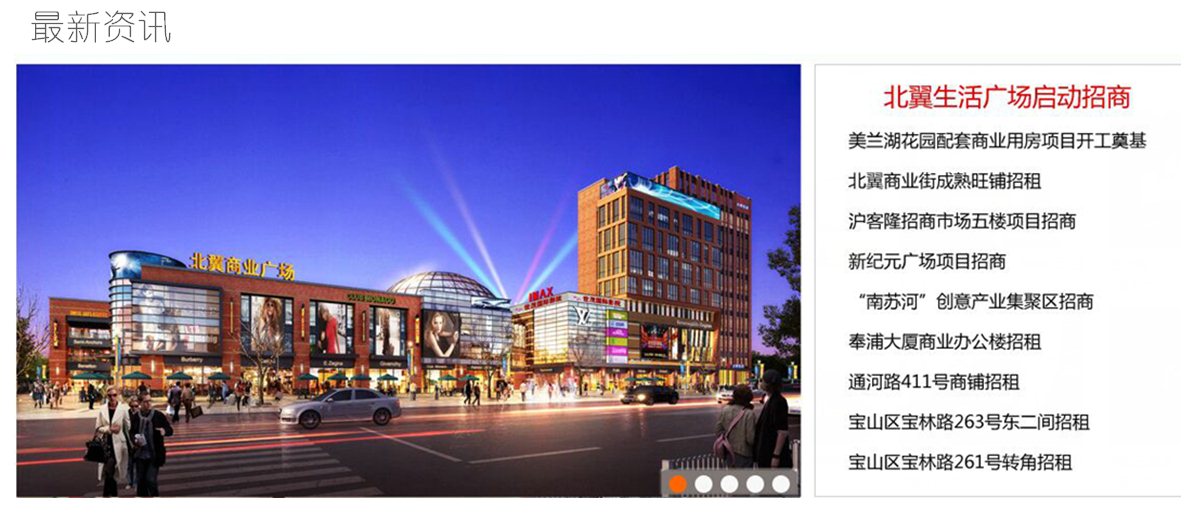 最新资讯
北翼商业广场
CLUB MONACO
IMAX
Burberry
Givenchy
北翼生活广场启动招商
美兰湖花园配套商业用房项目开工奠基
北翼商业街成熟旺铺招租
沪客隆招商市场五楼项目招商
新纪元广场项目招商
“南苏河”创意产业集聚区招商
奉浦大厦商业办公楼招租
通河路411号商铺招租
宝山区宝林路263号东二间招租
宝山区宝林路261号转角招租